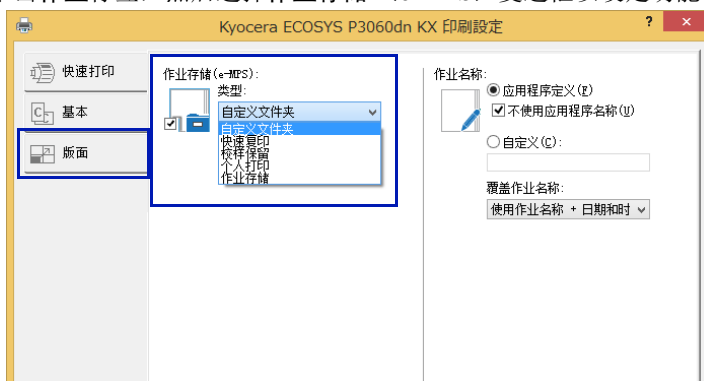 Kyocera ECOSYS P3060dn KX 印刷設定
? ×
快速打印
基本
版面
作业存储(e-MPS):
类型:
自定义文件夹
自定义文件夹
快速复印
校样保留
个人打印
作业存储
作业名称:
应用程序定义(F)
不使用应用程序名称(U)
自定义(C):
覆盖作业名称:
使用作业名称 + 日期和时